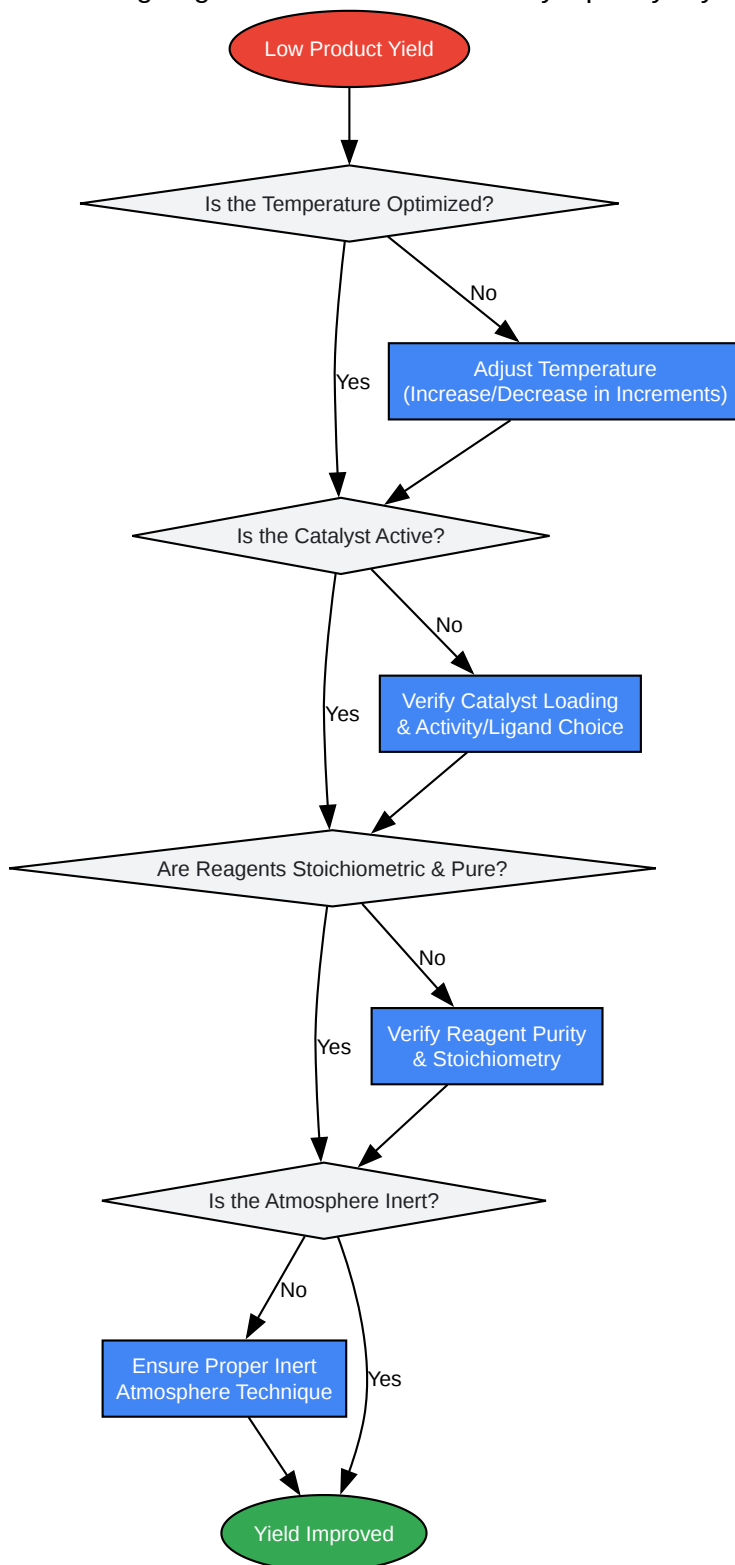 Low Product Yield
Is the Temperature Optimized?
No
Adjust Temperature
(Increase/Decrease in Increments)
Yes
Is the Catalyst Active?
No
Verify Catalyst Loading
& Activity/Ligand Choice
Yes
Are Reagents Stoichiometric & Pure?
No
Verify Reagent Purity
& Stoichiometry
Yes
Is the Atmosphere Inert?
No
Ensure Proper Inert
Atmosphere Technique
Yes
Yield Improved